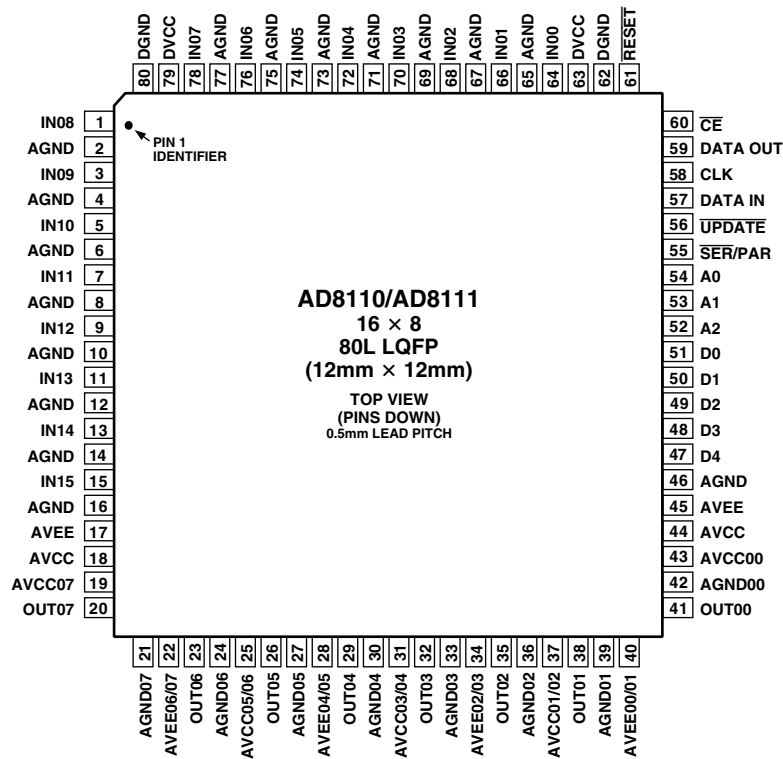 DGND
DVCC
IN07
AGND
IN06
AGND
IN05
AGND
IN04
AGND
IN03
AGND
IN02
AGND
IN01
AGND
IN00
DVCC
DGND
RESET
80
79
78
77
76
75
74
73
72
71
70
69
68
67
66
65
64
63
62
61
IN08 1
AGND 2
IN09 3
AGND 4
IN10 5
AGND 6
IN11 7
AGND 8
IN12 9
AGND 10
IN13 11
AGND 12
IN14 13
AGND 14
IN15 15
AGND 16
AVEE 17
AVCC 18
AVCC07 19
OUT07 20
PIN 1
IDENTIFIER
AD8110/AD8111
16 × 8
80L LQFP
(12mm × 12mm)
TOP VIEW
(PINS DOWN)
0.5mm LEAD PITCH
60 CE
59 DATA OUT
58 CLK
57 DATA IN
56 UPDATE
55 SER/PAR
54 A0
53 A1
52 A2
51 D0
50 D1
49 D2
48 D3
47 D4
46 AGND
45 AVEE
44 AVCC
43 AVCC00
42 AGND00
41 OUT00
21
22
23
24
25
26
27
28
29
30
31
32
33
34
35
36
37
38
39
40
AGND07
AVEE06/07
OUT06
AGND06
AVCC05/06
OUT05
AGND05
AVEE04/05
OUT04
AGND04
AVCC03/04
OUT03
AGND03
AVEE02/03
OUT02
AGND02
AVCC01/02
OUT01
AGND01
AVEE00/01